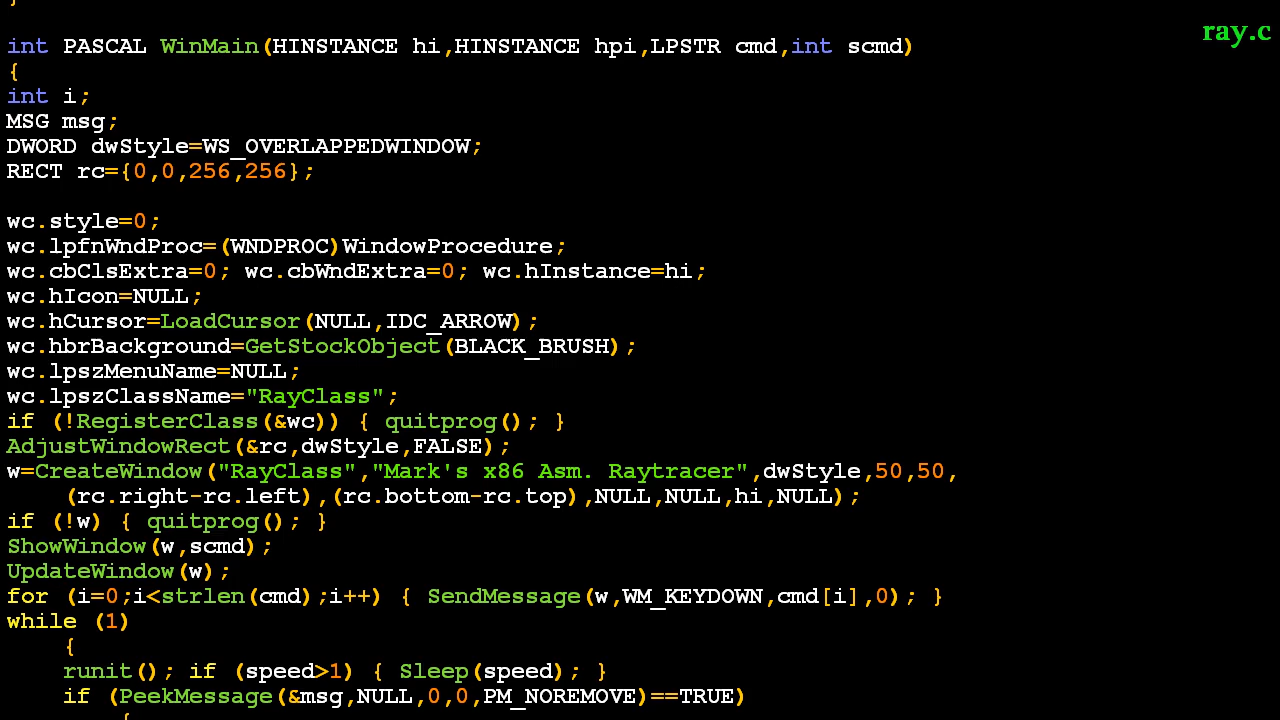 }
int PASCAL WinMain(HINSTANCE hi,HINSTANCE hpi,LPSTR cmd,int scmd)
ray.c
{
int i;
MSG msg;
DWORD dwStyle=WS_OVERLAPPEDWINDOW;
RECT rc={0,0,256,256};
wc.style=0;
wc.lpfnWndProc=(WNDPROC)WindowProcedure;
wc.cbClsExtra=0; wc.cbWndExtra=0; wc.hInstance=hi;
wc.hIcon=NULL;
wc.hCursor=LoadCursor(NULL,IDC_ARROW);
wc.hbrBackground=GetStockObject(BLACK_BRUSH);
wc.lpszMenuName=NULL;
wc.lpszClassName="RayClass";
if (!RegisterClass(&wc)) { quitprog(); }
AdjustWindowRect(&rc,dwStyle,FALSE);
w=CreateWindow("RayClass","Mark's x86 Asm. Raytracer",dwStyle,50,50,
    (rc.right-rc.left),(rc.bottom-rc.top),NULL,NULL,hi,NULL);
if (!w) { quitprog(); }
ShowWindow(w,scmd);
UpdateWindow(w);
for (i=0;i<strlen(cmd);i++) { SendMessage(w,WM_KEYDOWN,cmd[i],0); }
while (1)
    {
    runit(); if (speed>1) { Sleep(speed); }
    if (PeekMessage(&msg,NULL,0,0,PM_NOREMOVE)==TRUE)
        {